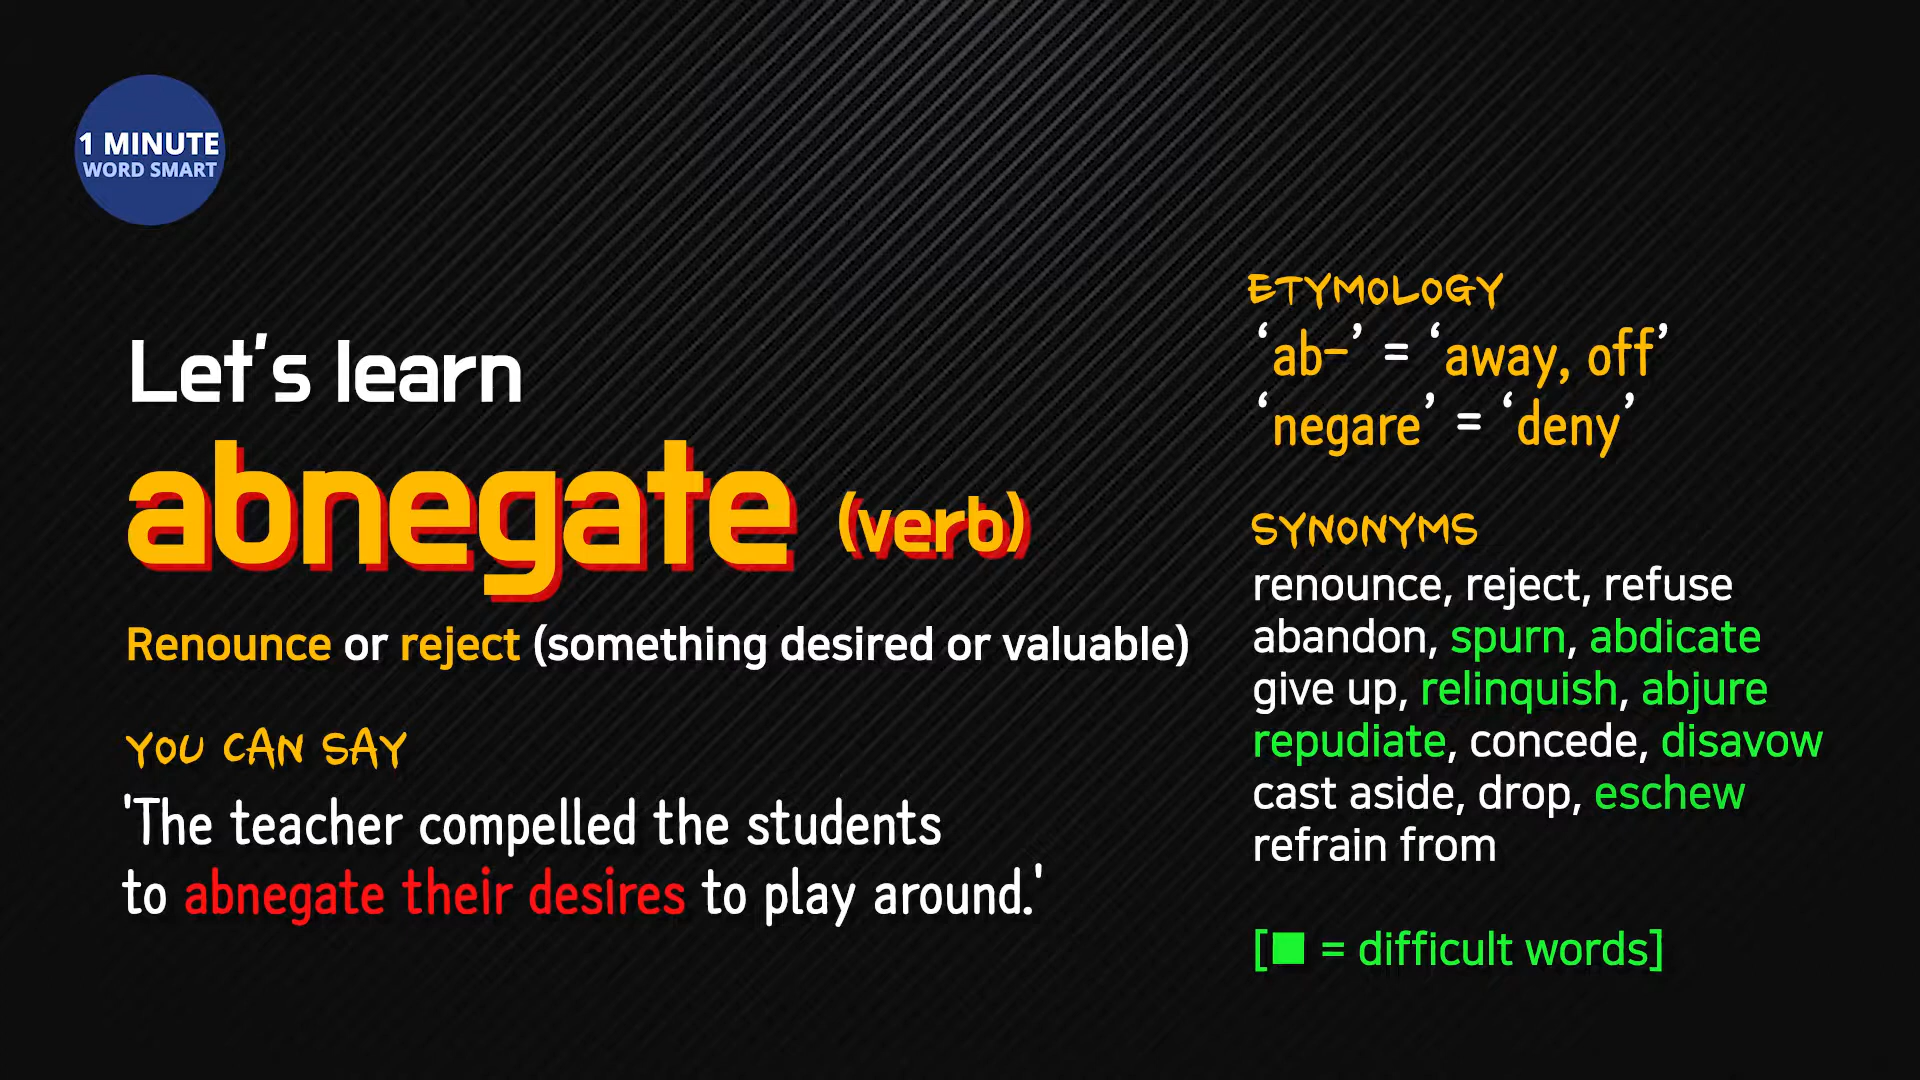 1 MINUTE
WORD SMART
Let's learn
abnegate (verb)
Renounce or reject (something desired or valuable)
YOU CAN SAY
'The teacher compelled the students
to abnegate their desires to play around.'
ETYMOLOGY
‘ab-’ = ‘away, off’
‘negare’ = ‘deny’
SYNONYMS
renounce, reject, refuse
abandon, spurn, abdicate
give up, relinquish, abjure
repudiate, concede, disavow
cast aside, drop, eschew
refrain from
[■ = difficult words]